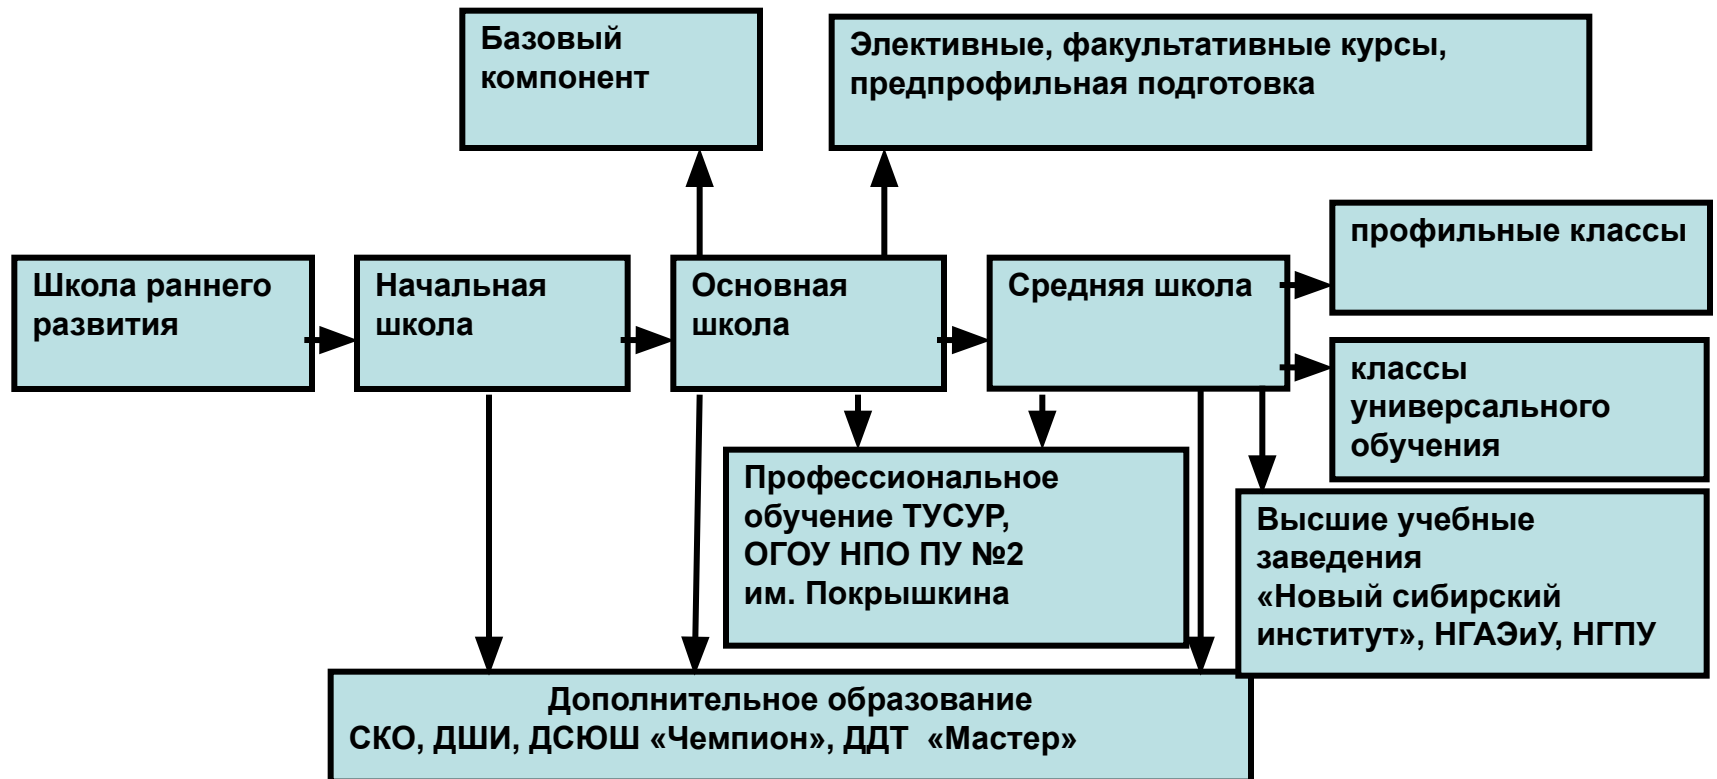 Базовый
компонент
Элективные, факультативные курсы,
предпрофильная подготовка
профильные классы
Школа раннего
развития
Начальная
школа
Основная
школа
Средняя школа
классы
универсального
обучения
Профессиональное
обучение ТУСУР,
ОГОУ НПО ПУ №2
им. Покрышкина
Высшие учебные
заведения
«Новый сибирский
институт», НГАЭиУ, НГПУ
Дополнительное образование
СКО, ДШИ, ДСЮШ «Чемпион», ДДТ «Мастер»